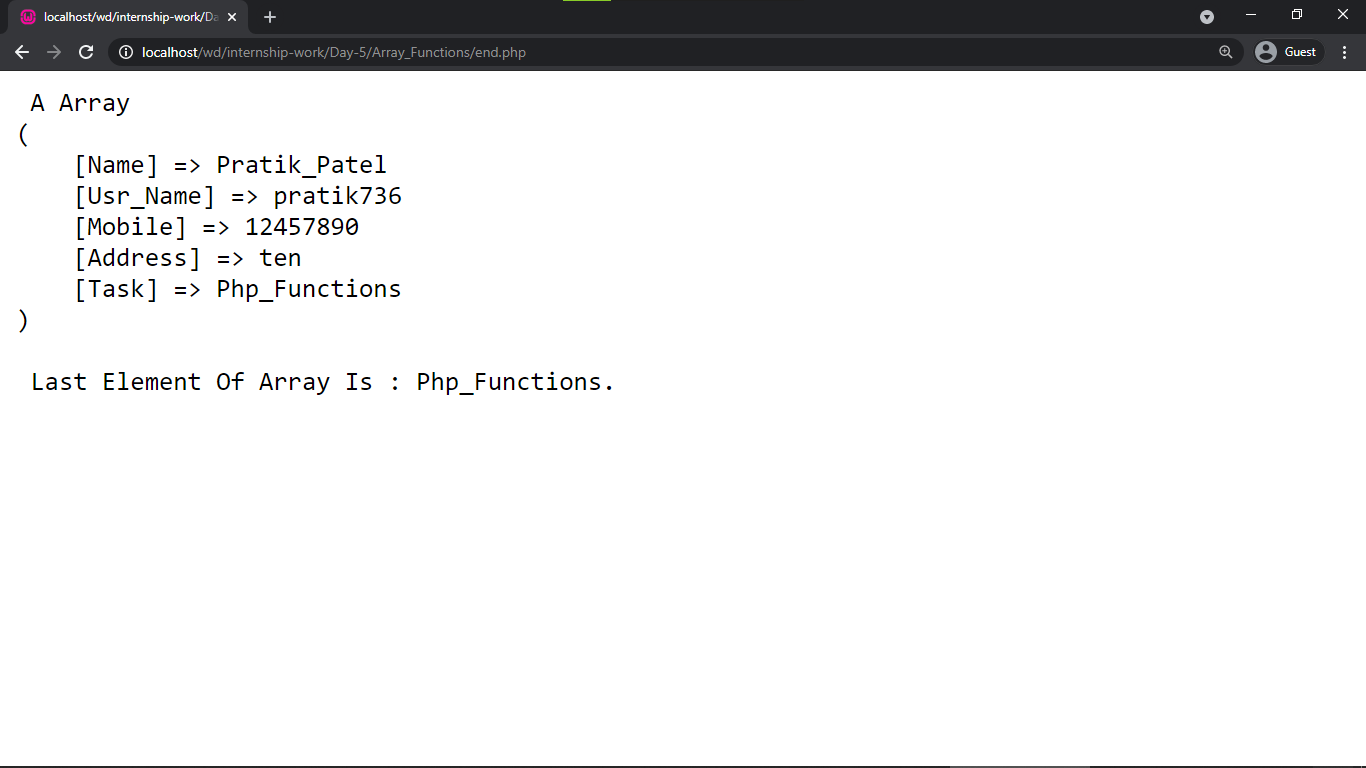 localhost/wd/internship-work/Da
localhost/wd/internship-work/Day-5/Array_Functions/end.php
Guest
A Array
(
[Name] => Pratik_Patel
[Usr_Name] => pratik736
[Mobile] => 12457890
[Address] => ten
[Task] => Php_Functions
)
Last Element Of Array Is : Php_Functions.